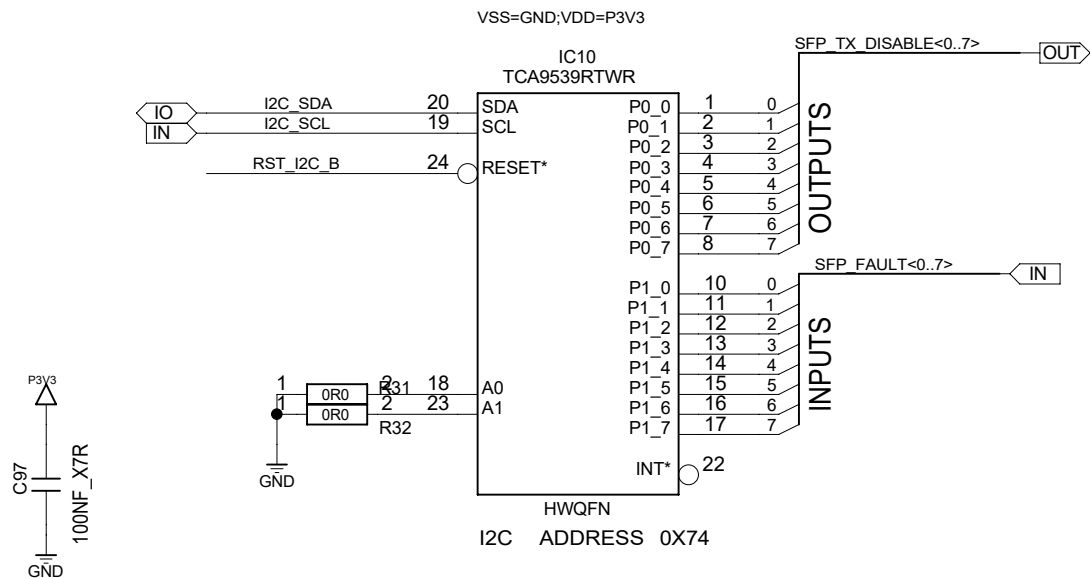 VSS=GND;VDD=P3V3
IC10
TCA9539RTWR
SFP_TX_DISABLE<0..7>
OUT
IO I2C_SDA 20 SDA P0_0 1 0
IN I2C_SCL 19 SCL P0_1 2 1
P0_2 3 2
RST_I2C_B 24 RESET* P0_3 4 3
P0_4 5 4
P0_5 6 5
P0_6 7 6
P0_7 8 7
OUTPUTS
SFP_FAULT<0..7>
IN
P1_0 10 0
P1_1 11 1
P1_2 12 2
P1_3 13 3
P1_4 14 4
P1_5 15 5
P1_6 16 6
P1_7 17 7
INPUTS
1 0R0 2 R31 18 A0
1 0R0 2 23 A1
R32
GND
INT* 22
HWQFN
I2C ADDRESS 0X74
P3V3
C97
100NF_X7R
GND